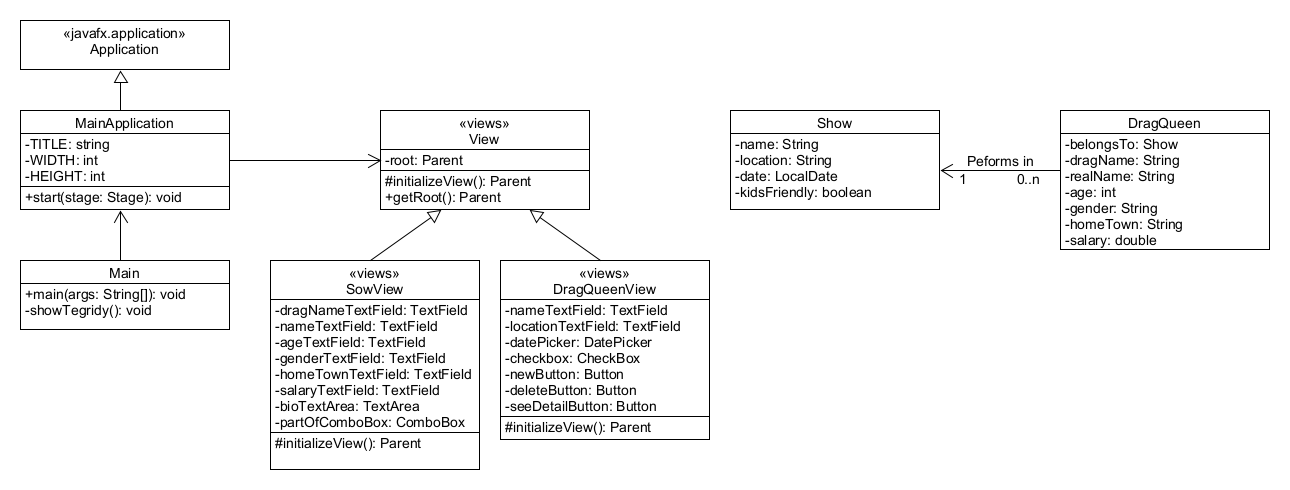 «javafx.application»
Application
MainApplication
-TITLE: string
-WIDTH: int
-HEIGHT: int
+start(stage: Stage): void
Main
+main(args: String[]): void
-showTegridy(): void
«views»
View
-root: Parent
#initializeView(): Parent
+getRoot(): Parent
«views»
SowView
-dragNameTextField: TextField
-nameTextField: TextField
-ageTextField: TextField
-genderTextField: TextField
-homeTownTextField: TextField
-salaryTextField: TextField
-bioTextArea: TextArea
-partOfComboBox: ComboBox
#initializeView(): Parent
«views»
DragQueenView
-nameTextField: TextField
-locationTextField: TextField
-datePicker: DatePicker
-checkbox: CheckBox
-newButton: Button
-deleteButton: Button
-seeDetailButton: Button
#initializeView(): Parent
Show
-name: String
-location: String
-date: LocalDate
-kidsFriendly: boolean
Peforms in
1 0..n
DragQueen
-belongsTo: Show
-dragName: String
-realName: String
-age: int
-gender: String
-homeTown: String
-salary: double